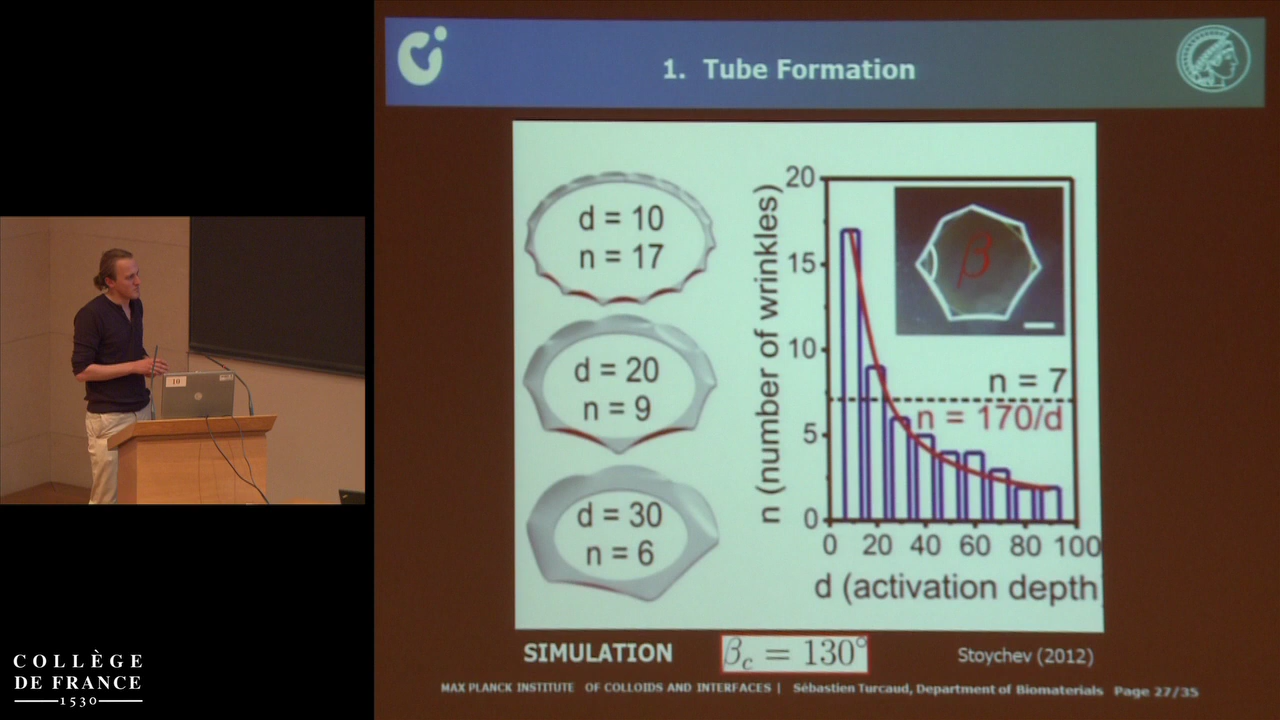 1. Tube Formation
d = 10
n = 17
d = 20
n = 9
d = 30
n = 6
n (number of wrinkles)
20
15
10
5
0
β
n = 7
n = 170/d
0 20 40 60 80 100
d (activation depth
SIMULATION
βc = 130°
Stoychev (2012)
MAX PLANCK INSTITUTE OF COLLOIDS AND INTERFACES | Sébastien Turcaud, Department of Biomaterials Page 27/35
10
COLLÈGE
DE FRANCE
1530